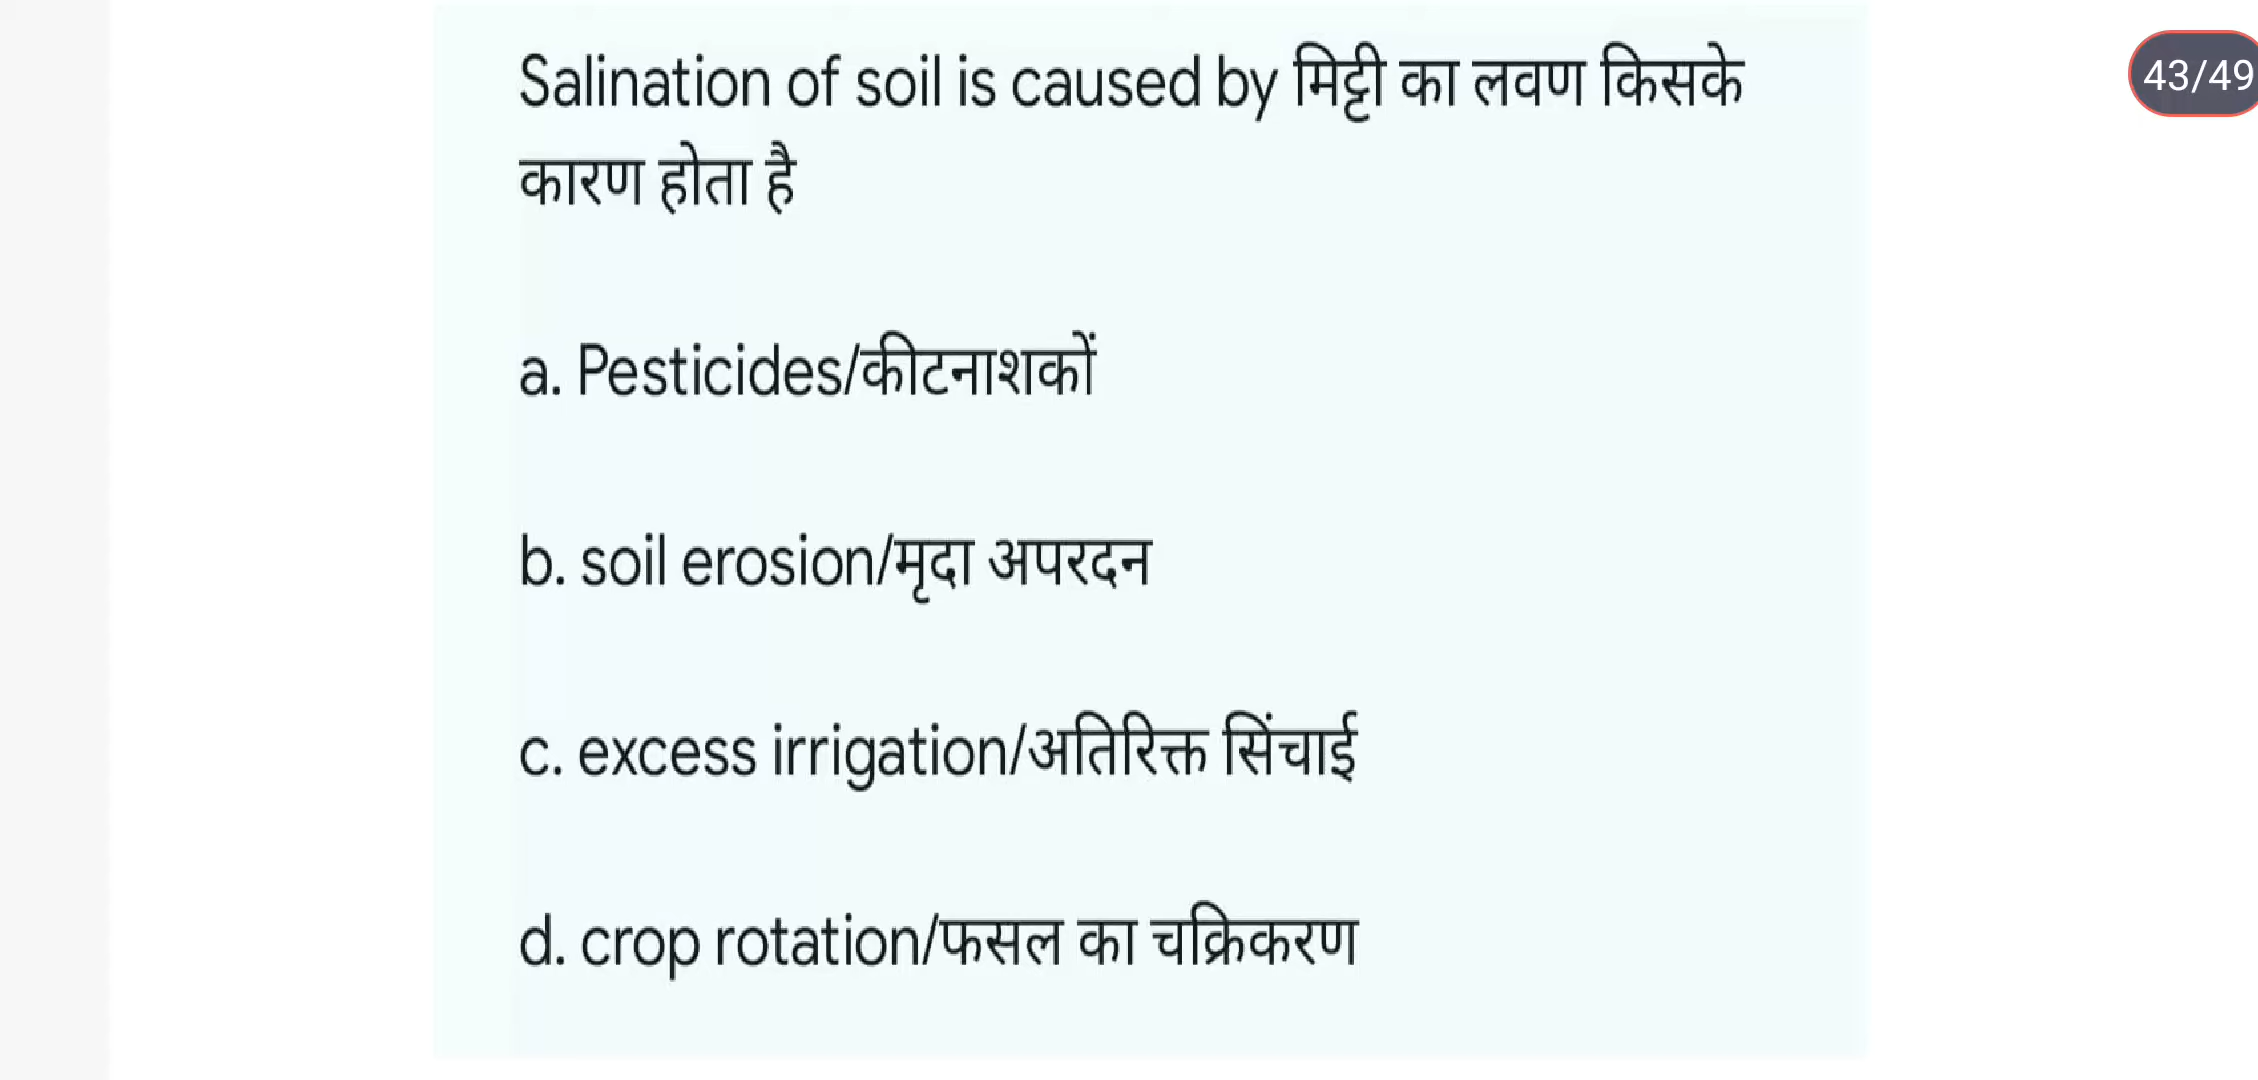 Salination of soil is caused by मिट्टी का लवण किसके
कारण होता है
43/49
a. Pesticides/कीटनाशकों
b. soil erosion/मृदा अपरदन
c. excess irrigation/अतिरिक्त सिंचाई
d. crop rotation/फसल का चक्रिकरण